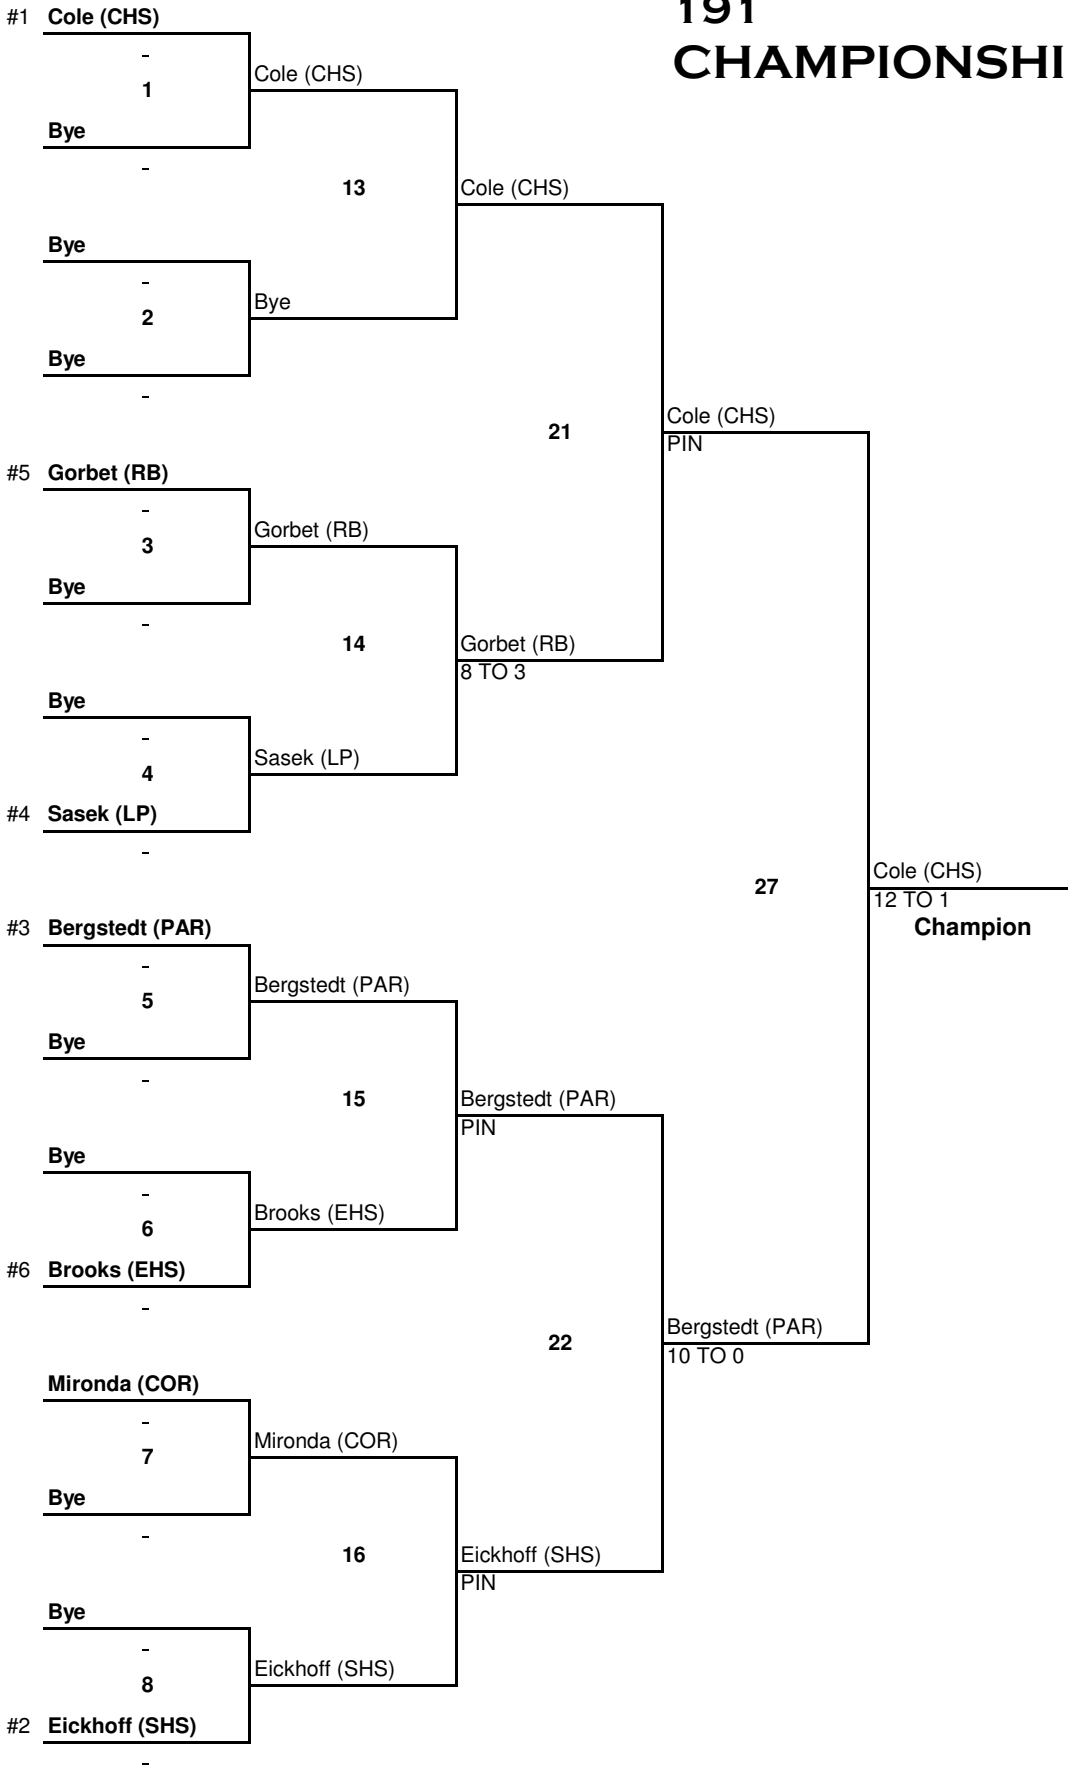 191
CHAMPIONSHI
#1 Cole (CHS)
-
Cole (CHS)
1
Bye
-
13
Cole (CHS)
Bye
-
Bye
2
Bye
-
Cole (CHS)
21
PIN
#5 Gorbet (RB)
-
Gorbet (RB)
3
Bye
-
14
Gorbet (RB)
8 TO 3
Bye
-
Sasek (LP)
4
#4 Sasek (LP)
-
Cole (CHS)
27
12 TO 1
Champion
#3 Bergstedt (PAR)
-
Bergstedt (PAR)
5
Bye
-
15
Bergstedt (PAR)
PIN
Bye
-
Brooks (EHS)
6
#6 Brooks (EHS)
-
Bergstedt (PAR)
22
10 TO 0
Mironda (COR)
-
Mironda (COR)
7
Bye
-
16
Eickhoff (SHS)
PIN
Bye
-
Eickhoff (SHS)
8
#2 Eickhoff (SHS)
-